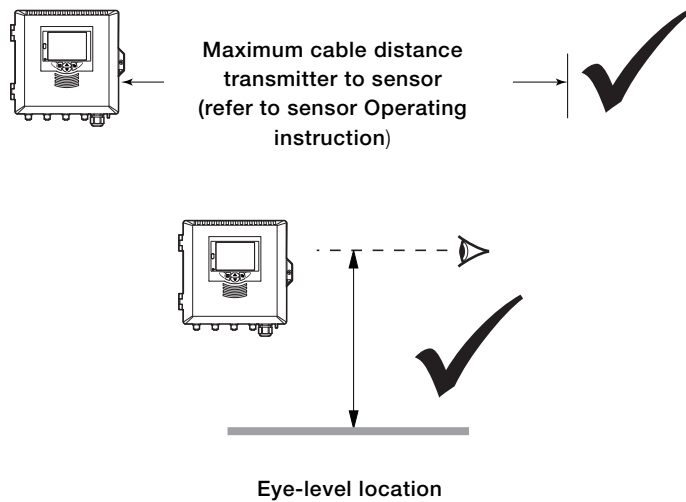 Maximum cable distance
transmitter to sensor
(refer to sensor Operating
instruction)
Eye-level location